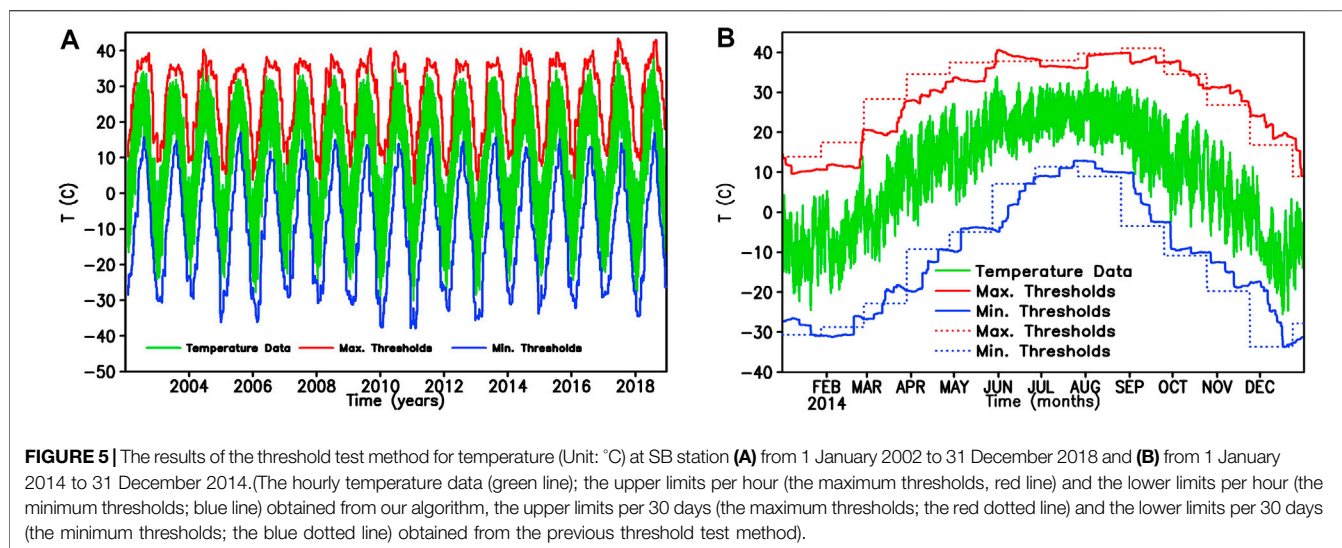 A
40
30
20
10
0
-10
-20
-30
-40
-50
T (C)
Temperature Data
Max. Thresholds
Min. Thresholds
2004
2006
2008
2010
2012
2014
2016
2018
Time (years)
B
40
30
20
10
0
-10
-20
-30
-40
T (C)
Temperature Data
Max. Thresholds
Min. Thresholds
Max. Thresholds
Min. Thresholds
FEB
2014
MAR
APR
MAY
JUN
JUL
AUG
SEP
OCT
NOV
DEC
Time (months)
FIGURE 5 | The results of the threshold test method for temperature (Unit: °C) at SB station (A) from 1 January 2002 to 31 December 2018 and (B) from 1 January
2014 to 31 December 2014.(The hourly temperature data (green line); the upper limits per hour (the maximum thresholds, red line) and the lower limits per hour (the
minimum thresholds; blue line) obtained from our algorithm, the upper limits per 30 days (the maximum thresholds; the red dotted line) and the lower limits per 30 days
(the minimum thresholds; the blue dotted line) obtained from the previous threshold test method).